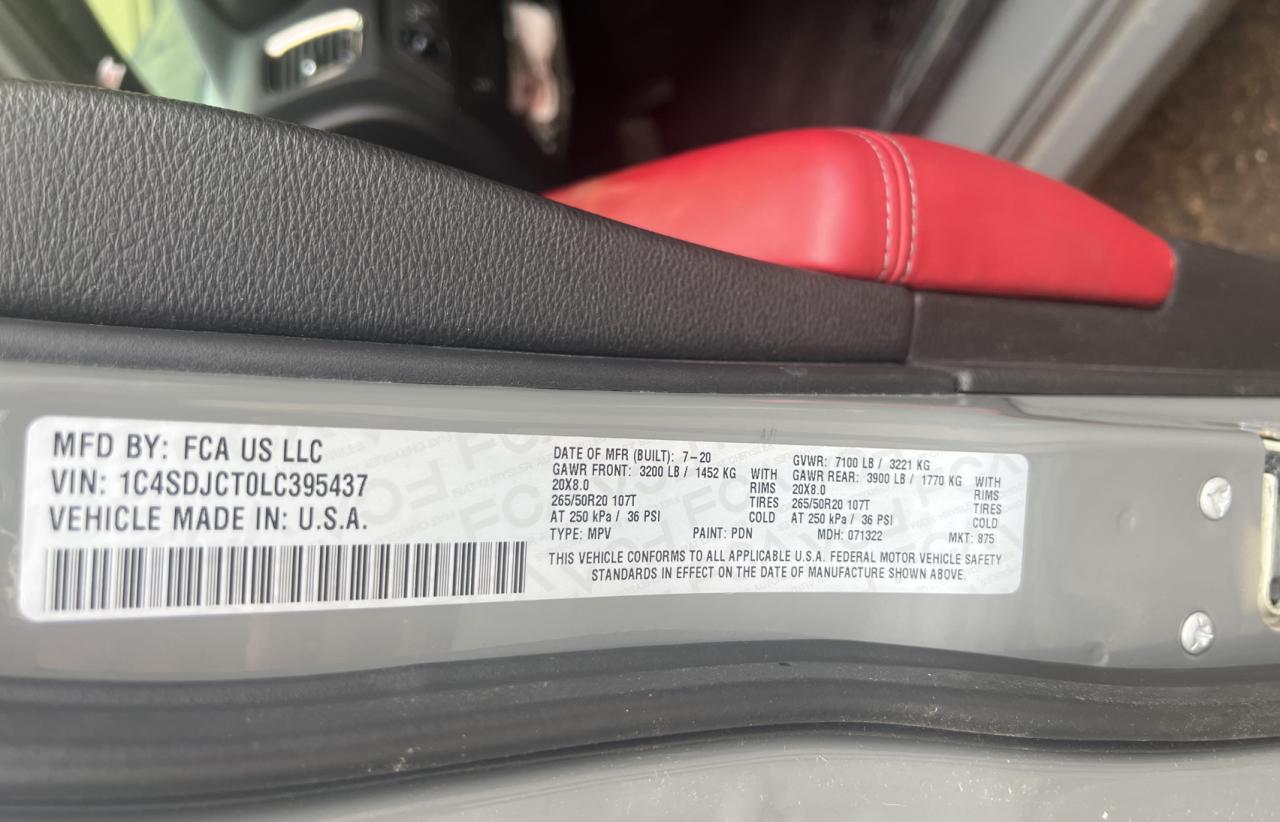 MFD BY: FCA US LLC
VIN: 1C4SDJCT0LC395437
VEHICLE MADE IN: U.S.A.
DATE OF MFR (BUILT): 7-20
GAWR FRONT: 3200 LB / 1452 KG WITH
20X8.0 RIMS
265/50R20 107T TIRES
AT 250 kPa / 36 PSI COLD
GVWR: 7100 LB / 3221 KG
GAWR REAR: 3900 LB / 1770 KG WITH
20X8.0 RIMS
265/50R20 107T TIRES
AT 250 kPa / 36 PSI COLD
TYPE: MPV PAINT: PDN MDH: 071322 MKT: 875
THIS VEHICLE CONFORMS TO ALL APPLICABLE U.S.A. FEDERAL MOTOR VEHICLE SAFETY
STANDARDS IN EFFECT ON THE DATE OF MANUFACTURE SHOWN ABOVE.